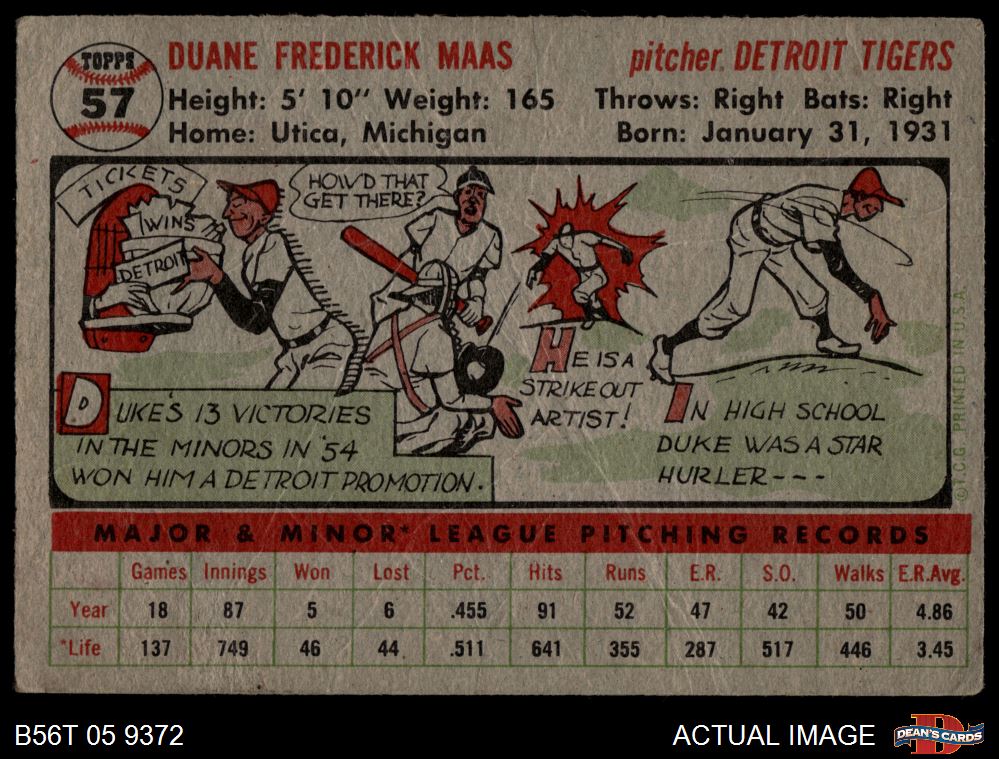 TOPPS
57
DUANE FREDERICK MAAS
pitcher DETROIT TIGERS
Height: 5' 10" Weight: 165 Throws: Right Bats: Right
Home: Utica, Michigan Born: January 31, 1931
TICKETS
WINS
DETROIT
HOW'D THAT
GET THERE?
DUKE'S 13 VICTORIES
IN THE MINORS IN '54
WON HIM A DETROIT PROMOTION.
HE IS A
STRIKEOUT
ARTIST!
IN HIGH SCHOOL
DUKE WAS A STAR
HURLER---
©T.C.G. PRINTED IN U.S.A.
MAJOR & MINOR* LEAGUE PITCHING RECORDS
Games Innings Won Lost Pct. Hits Runs E.R. S.O. Walks E.R.Avg.
Year 18 87 5 6 .455 91 52 47 42 50 4.86
*Life 137 749 46 44 .511 641 355 287 517 446 3.45
B56T 05 9372 ACTUAL IMAGE
D
DEAN'S CARDS